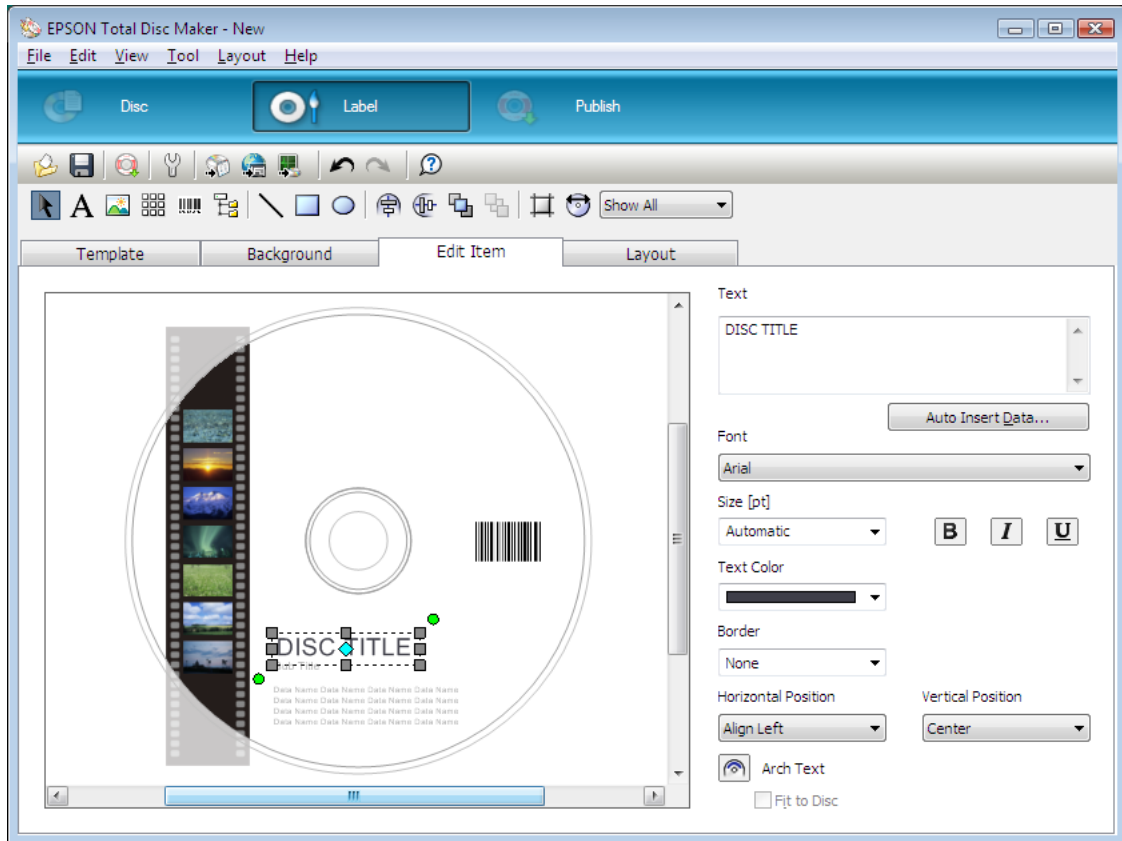 EPSON Total Disc Maker - New
File Edit View Tool Layout Help
Disc Label Publish
Show All
Template Background Edit Item Layout
Text
DISC TITLE
Auto Insert Data...
Font
Arial
Size [pt]
Automatic B I U
Text Color
Border
None
Horizontal Position Vertical Position
Align Left Center
Arch Text
Fit to Disc
DISC TITLE
Sub Title
Data Name Data Name Data Name Data Name
Data Name Data Name Data Name Data Name
Data Name Data Name Data Name Data Name
Data Name Data Name Data Name Data Name